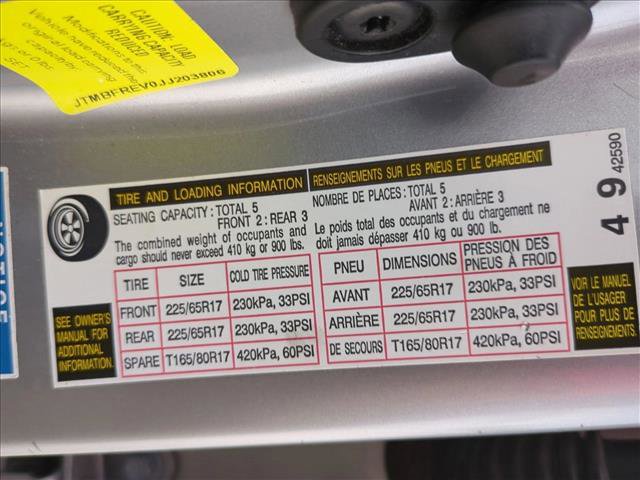 CAUTION: LOAD
CARRYING CAPACITY
REDUCED
Modifications to this
JTMBFREV0JJ203806
TIRE AND LOADING INFORMATION
SEATING CAPACITY : TOTAL 5
FRONT 2 : REAR 3
The combined weight of occupants and
cargo should never exceed 410 kg or 900 lbs.
RENSEIGNEMENTS SUR LES PNEUS ET LE CHARGEMENT
NOMBRE DE PLACES : TOTAL 5
AVANT 2 : ARRIÈRE 3
Le poids total des occupants et du chargement ne
doit jamais dépasser 410 kg ou 900 lb.
TIRE SIZE COLD TIRE PRESSURE
FRONT 225/65R17 230kPa, 33PSI
REAR 225/65R17 230kPa, 33PSI
SPARE T165/80R17 420kPa, 60PSI
PNEU DIMENSIONS PRESSION DES
PNEUS À FROID
AVANT 225/65R17 230kPa, 33PSI
ARRIÈRE 225/65R17 230kPa, 33PSI
DE SECOURS T165/80R17 420kPa, 60PSI
SEE OWNER'S
MANUAL FOR
ADDITIONAL
INFORMATION.
VOIR LE MANUEL
DE L'USAGER
POUR PLUS DE
RENSEIGNEMENTS
4 9 42590